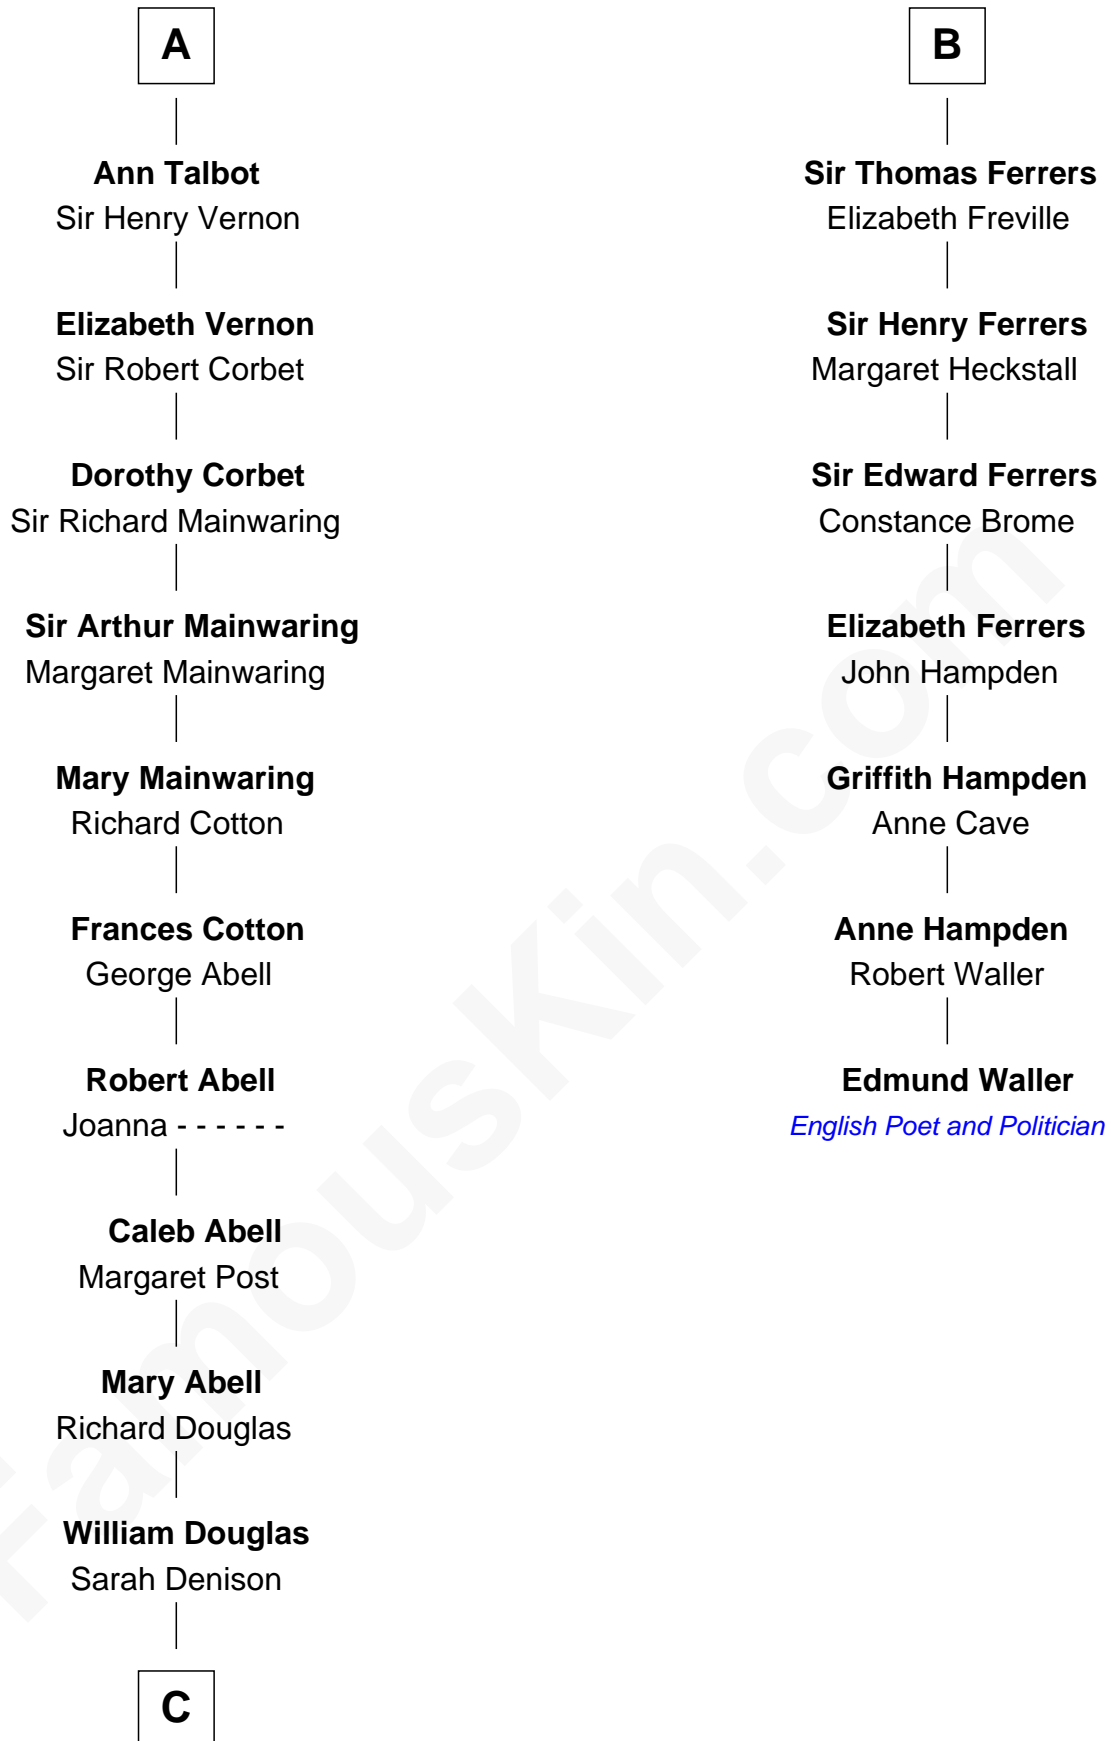 A
Ann Talbot
Sir Henry Vernon
Elizabeth Vernon
Sir Robert Corbet
Dorothy Corbet
Sir Richard Mainwaring
Sir Arthur Mainwaring
Margaret Mainwaring
Mary Mainwaring
Richard Cotton
Frances Cotton
George Abell
Robert Abell
Joanna - - - - - -
Caleb Abell
Margaret Post
Mary Abell
Richard Douglas
William Douglas
Sarah Denison
C
B
Sir Thomas Ferrers
Elizabeth Freville
Sir Henry Ferrers
Margaret Heckstall
Sir Edward Ferrers
Constance Brome
Elizabeth Ferrers
John Hampden
Griffith Hampden
Anne Cave
Anne Hampden
Robert Waller
Edmund Waller
English Poet and Politician
FamousKin.com